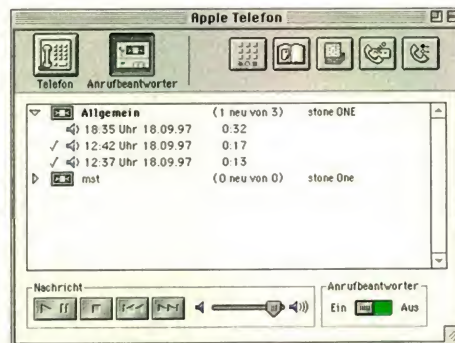 Apple Telefon
Telefon Anrufbeantworter
Allgemein (1 neu von 3) stone ONE
18:35 Uhr 18.09.97 0:32
✓ 12:42 Uhr 18.09.97 0:17
✓ 12:37 Uhr 18.09.97 0:13
mst (0 neu von 0) stone One
Nachricht
Anrufbeantworter
Ein Aus